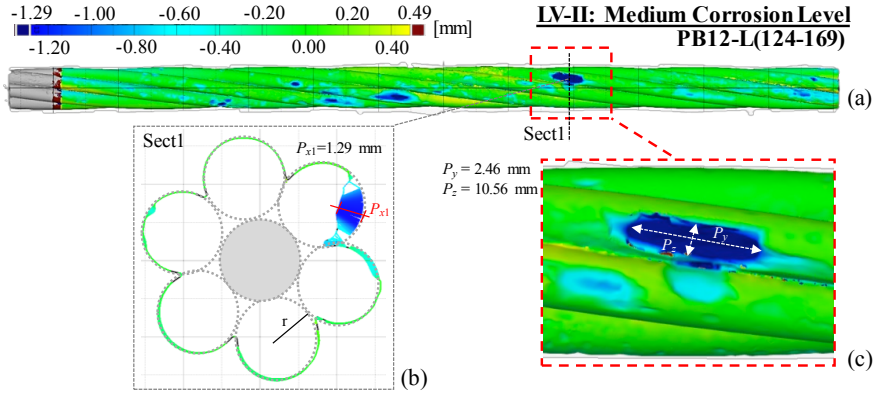 -1.29 -1.00 -0.60 -0.20 0.20 0.49
-1.20 -0.80 -0.40 0.00 0.40 [mm]
LV-II: Medium Corrosion Level
PB12-L(124-169)
(a)
Sect1
Sect1
Px1=1.29 mm
Px1
r
(b)
Py = 2.46 mm
Pz = 10.56 mm
Py
Pz
(c)